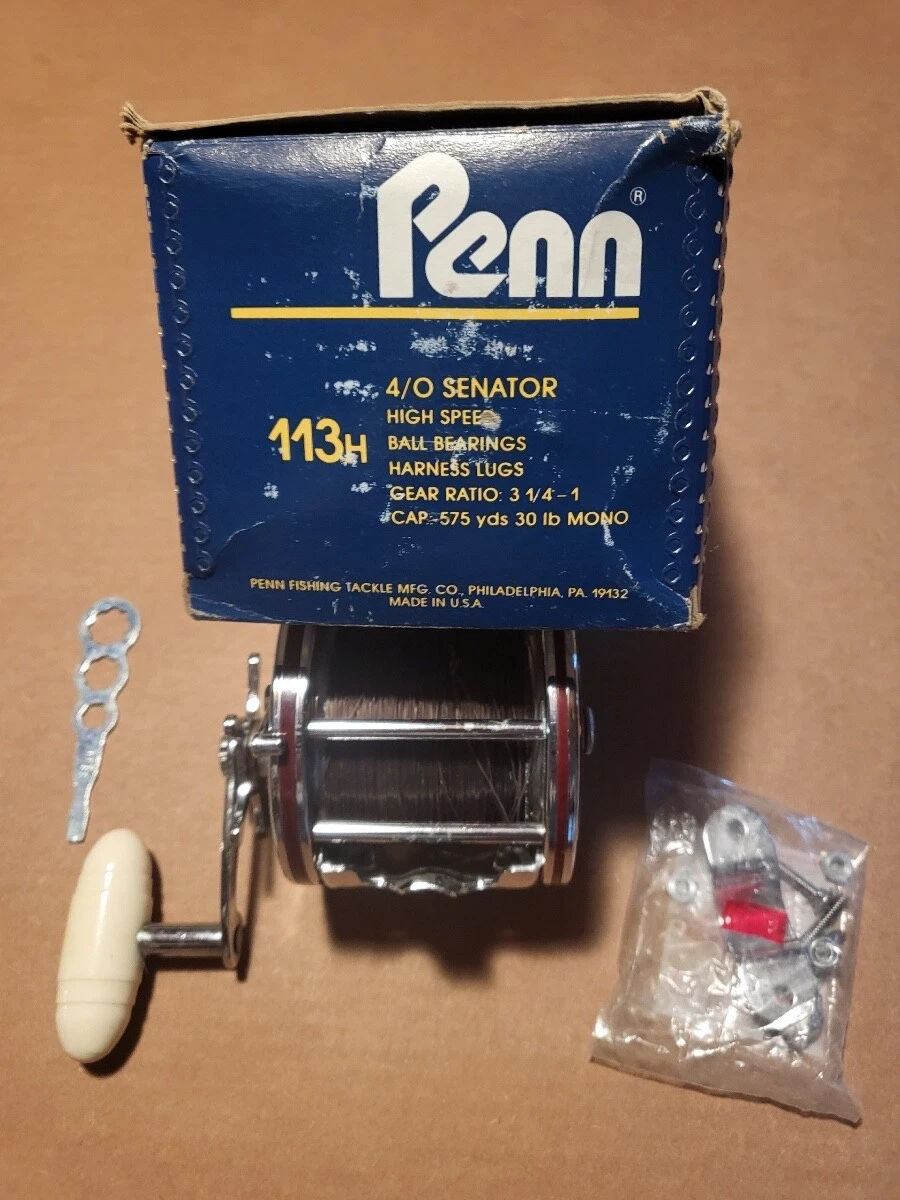 Penn®
4/0 SENATOR
113H
HIGH SPEED
BALL BEARINGS
HARNESS LUGS
GEAR RATIO: 3 1/4-1
CAP.-575 yds 30 lb MONO
PENN FISHING TACKLE MFG. CO., PHILADELPHIA, PA. 19132
MADE IN U.S.A.